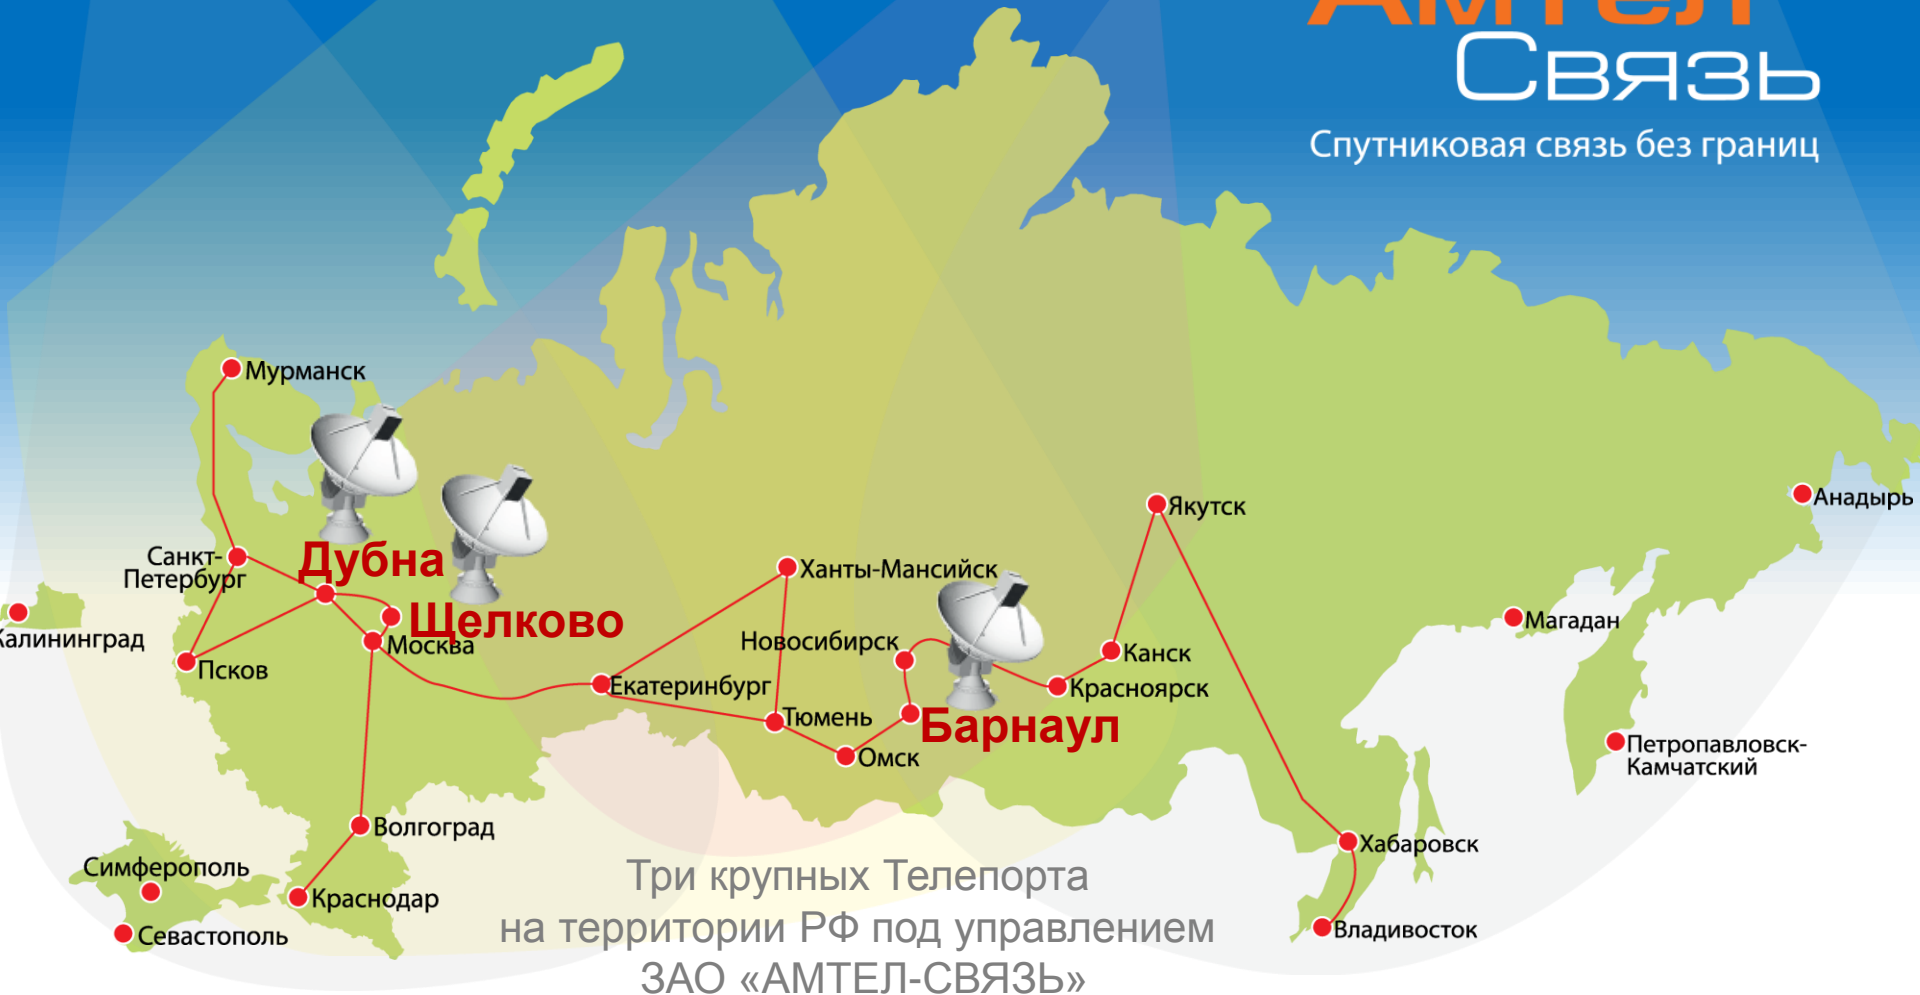 Амтел
Связь
Спутниковая связь без границ
Мурманск
Якутск
Анадырь
Санкт-
Петербург
Дубна
Ханты-Мансийск
Щелково
Калининград
Москва
Псков
Новосибирск
Канск
Магадан
Екатеринбург
Красноярск
Тюмень
Барнаул
Омск
Петропавловск-
Камчатский
Волгоград
Хабаровск
Симферополь
Краснодар
Севастополь
Владивосток
Три крупных Телепорта
на территории РФ под управлением
ЗАО «АМТЕЛ-СВЯЗЬ»